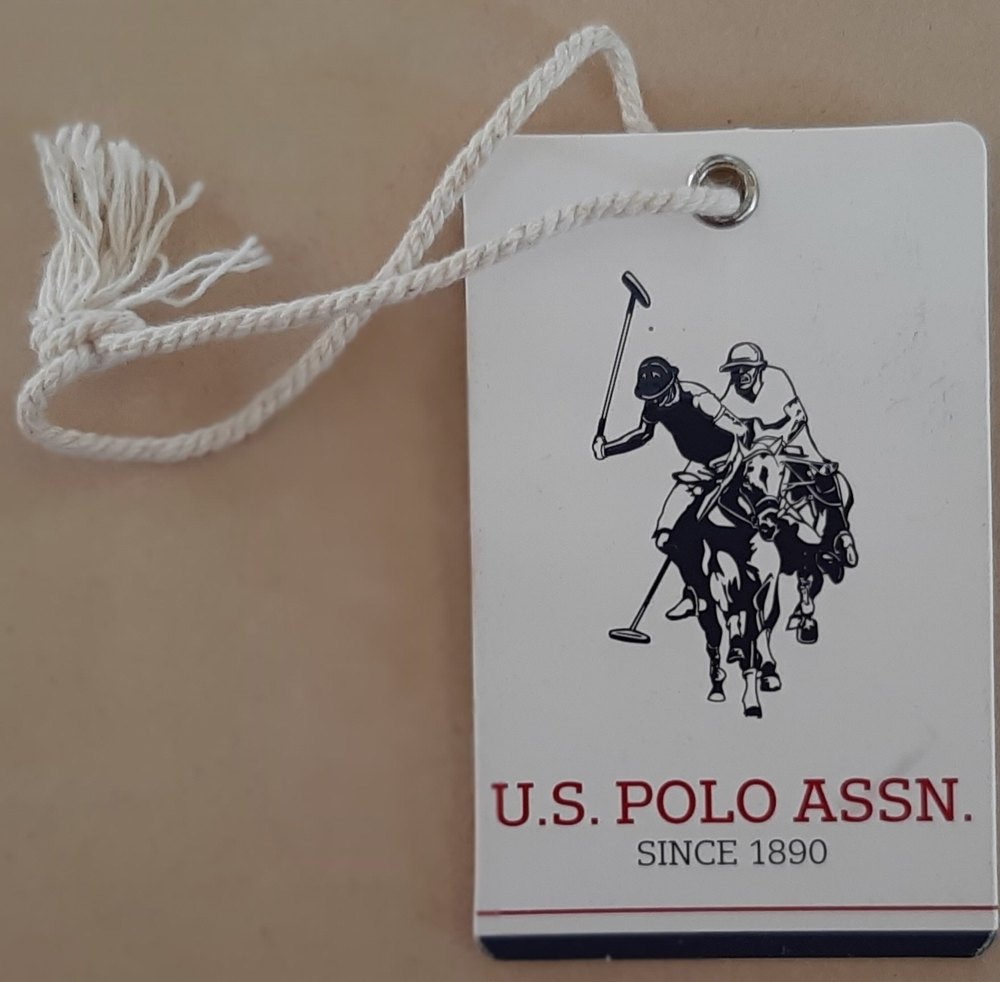 U.S. POLO ASSN.
SINCE 1890